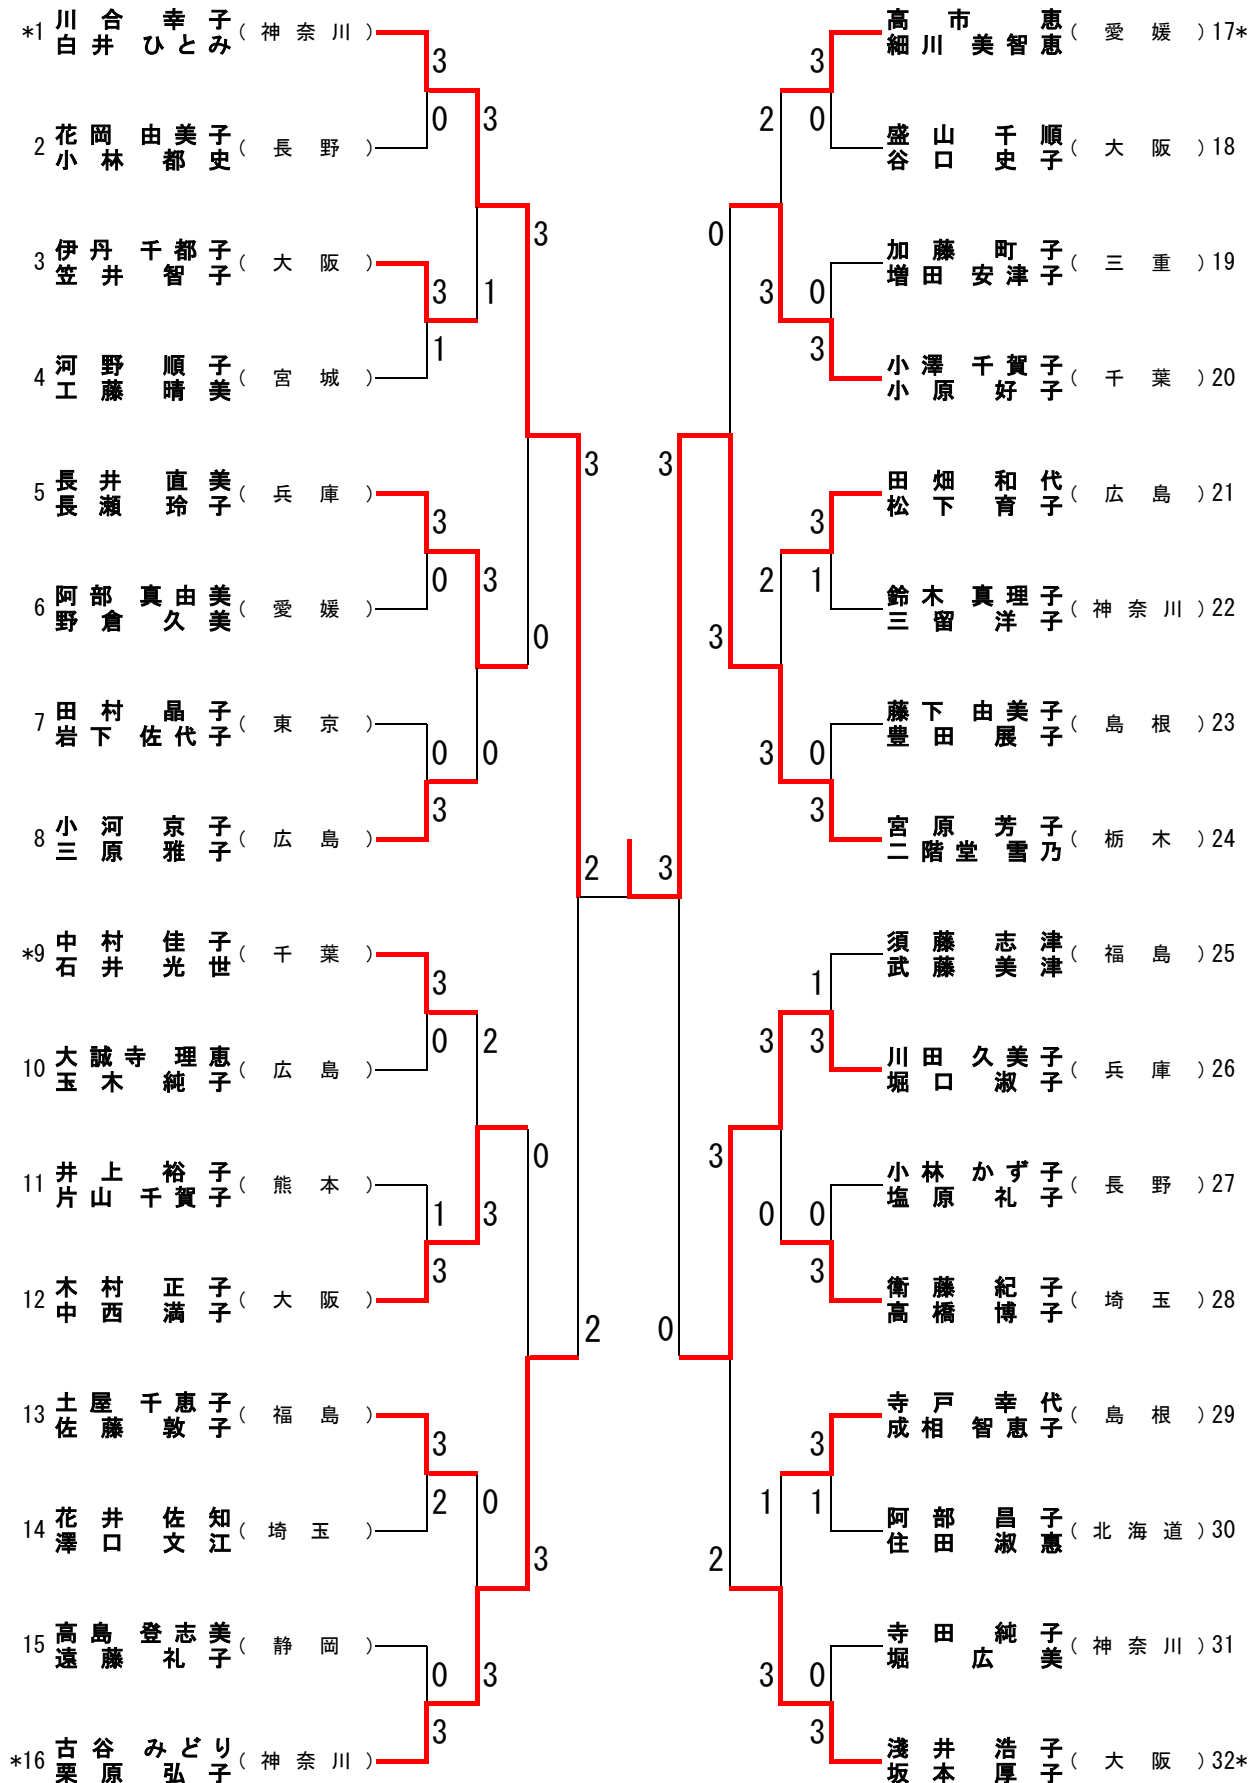 *1 川合 幸子 (神奈川)
白井 ひとみ
3
0
3
2 花岡 由美子 (長野)
小林 都史
3
3 伊丹 千都子 (大阪)
笠井 智子
3
1
1
4 河野 順子 (宮城)
工藤 晴美
3
5 長井 直美 (兵庫)
長瀬 玲子
3
0
3
6 阿部 真由美 (愛媛)
野倉 久美
0
7 田村 晶子 (東京)
岩下 佐代子
0
0
3
8 小河 京子 (広島)
三原 雅子
2
*9 中村 佳子 (千葉)
石井 光世
3
0
2
10 大誠寺 理恵 (広島)
玉木 純子
0
11 井上 裕子 (熊本)
片山 千賀子
1
3
3
12 木村 正子 (大阪)
中西 満子
2
13 土屋 千恵子 (福島)
佐藤 敦子
3
2
0
14 花井 佐知 (埼玉)
澤口 文江
3
15 高島 登志美 (静岡)
遠藤 礼子
0
3
3
*16 古谷 みどり (神奈川)
栗原 弘子
高市 恵 (愛媛) 17*
細川 美智恵
3
2
0
盛山 千順 (大阪) 18
谷口 史子
0
加藤 町子 (三重) 19
増田 安津子
3
0
3
小澤 千賀子 (千葉) 20
小原 好子
3
田畑 和代 (広島) 21
松下 育子
3
2
1
鈴木 真理子 (神奈川) 22
三留 洋子
3
藤下 由美子 (島根) 23
豊田 展子
3
0
3
宮原 芳子 (栃木) 24
二階堂 雪乃
3
須藤 志津 (福島) 25
武藤 美津
1
3
3
川田 久美子 (兵庫) 26
堀口 淑子
3
小林 かず子 (長野) 27
塩原 礼子
0
0
3
衛藤 紀子 (埼玉) 28
高橋 博子
0
寺戸 幸代 (島根) 29
成相 智恵子
3
1
1
阿部 昌子 (北海道) 30
住田 淑惠
2
寺田 純子 (神奈川) 31
堀 広美
3
0
3
淺井 浩子 (大阪) 32*
坂本 厚子